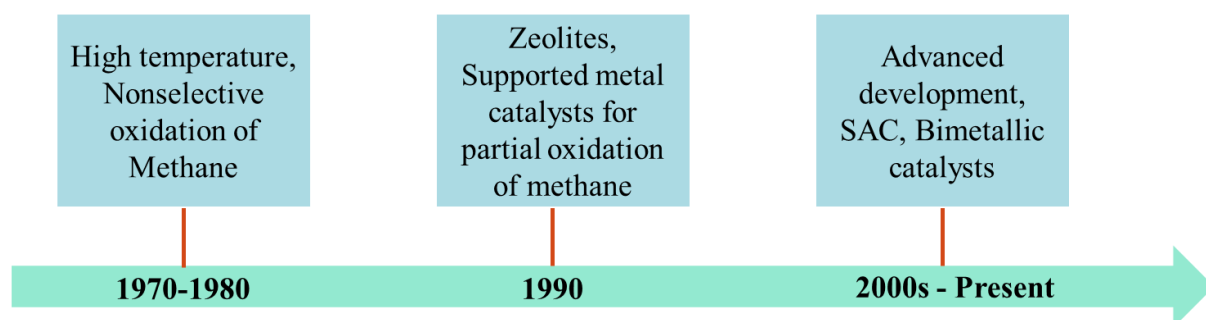 High temperature,
Nonselective
oxidation of
Methane
Zeolites,
Supported metal
catalysts for
partial oxidation
of methane
Advanced
development,
SAC, Bimetallic
catalysts
1970-1980
1990
2000s - Present